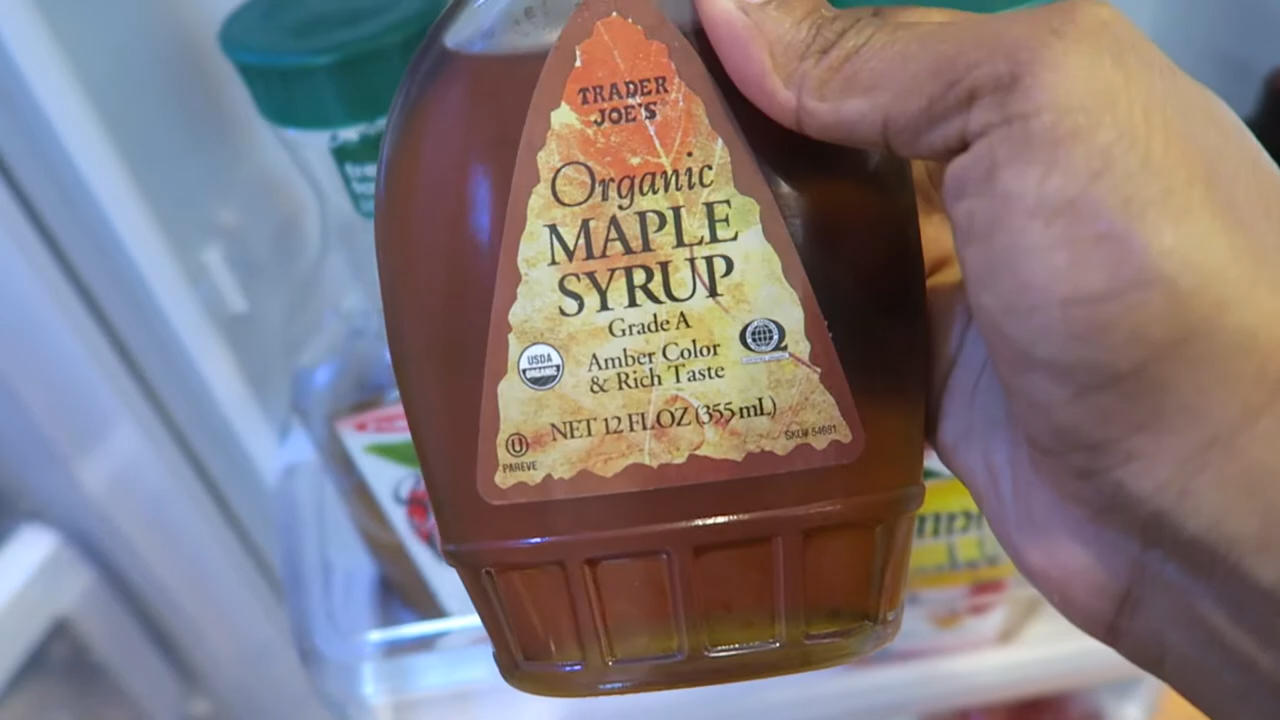 TRADER
JOE'S
Organic
MAPLE
SYRUP
Grade A
Amber Color
& Rich Taste
USDA
ORGANIC
NET 12 FL OZ (355 mL)
U
PAREVE
SKU# 54691